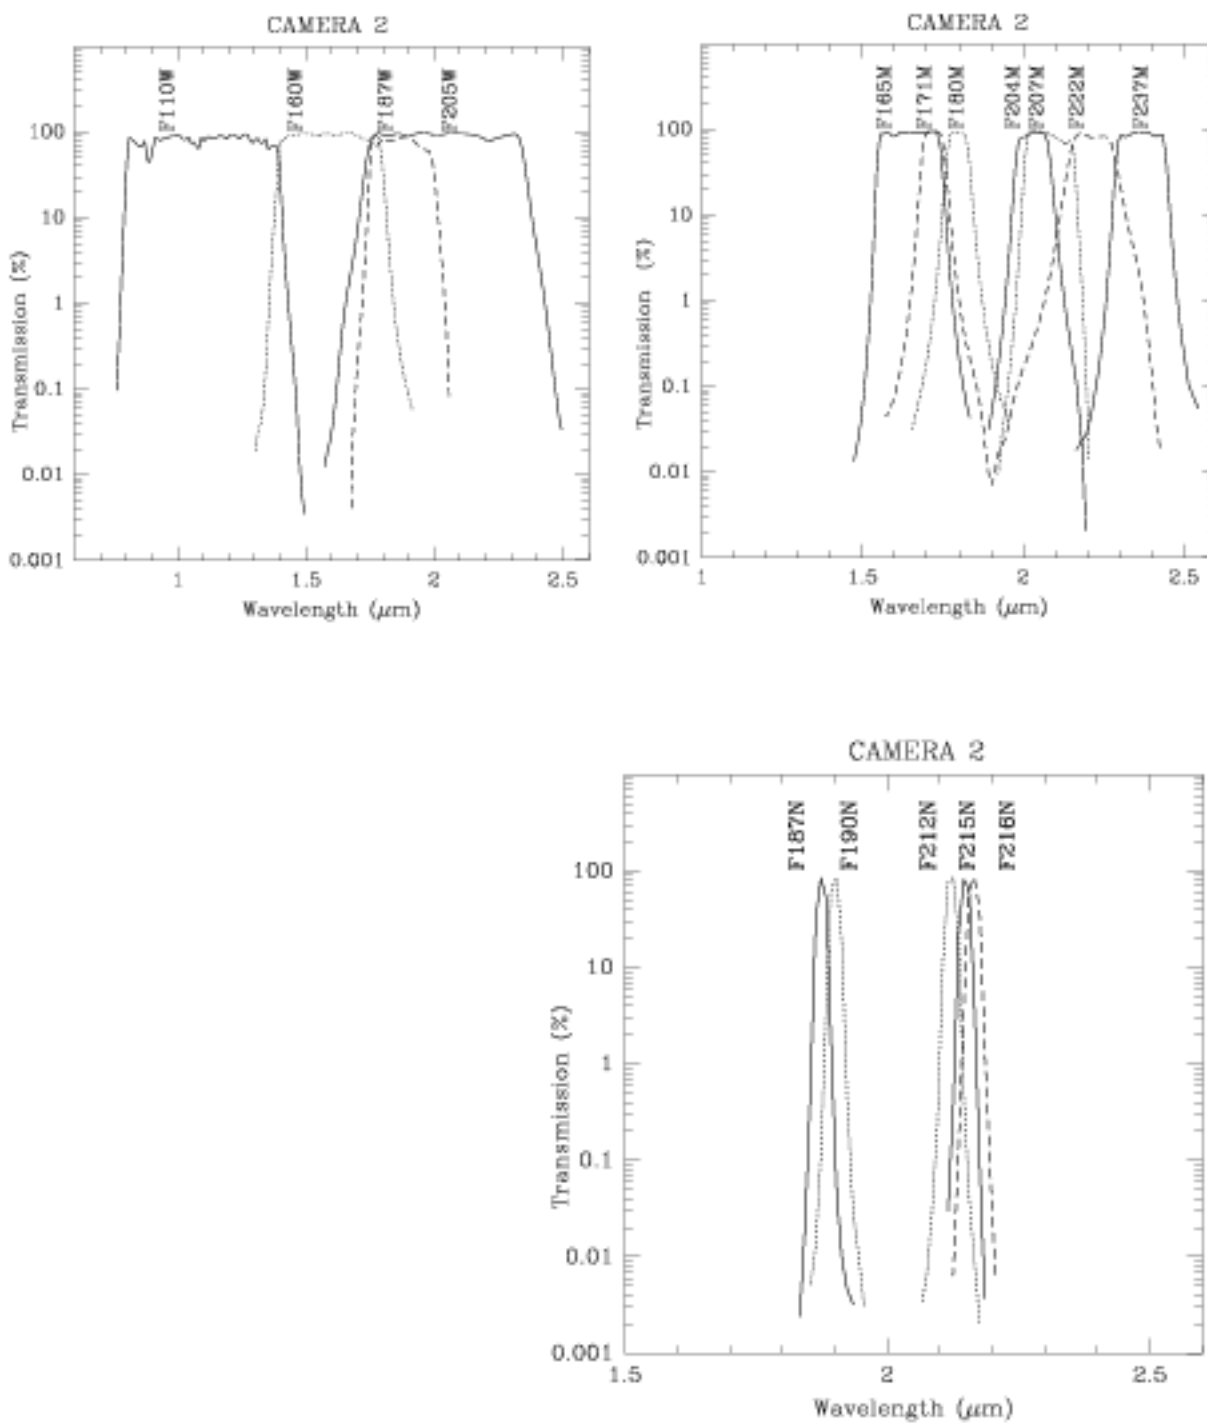 CAMERA 2
F110W
F160W
F187W
F205W
100
10
1
0.1
0.01
0.001
Transmission (%)
1
1.5
2
2.5
Wavelength (μm)
CAMERA 2
F165M
F171M
F180M
F204M
F207M
F222M
F237M
100
10
1
0.1
0.01
0.001
Transmission (%)
1
1.5
2
2.5
Wavelength (μm)
CAMERA 2
F187N
F190N
F212N
F215N
F216N
100
10
1
0.1
0.01
0.001
Transmission (%)
1.5
2
2.5
Wavelength (μm)